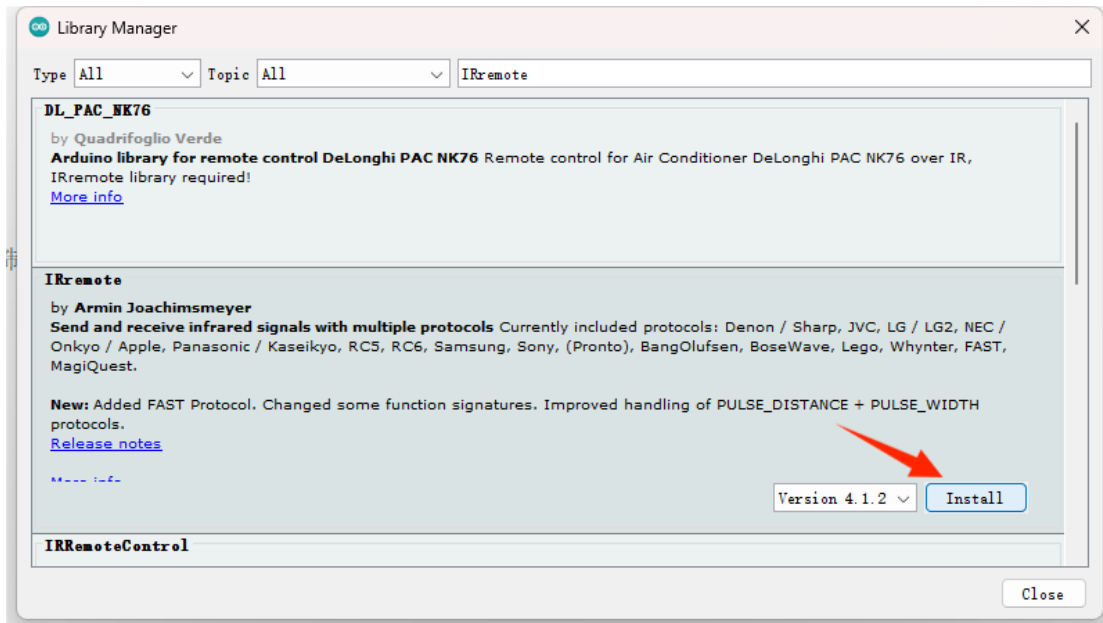 Library Manager
Type All Topic All IRremote
DL_PAC_NK76
by Quadrifoglio Verde
Arduino library for remote control DeLonghi PAC NK76 Remote control for Air Conditioner DeLonghi PAC NK76 over IR,
IRremote library required!
More info
IRremote
by Armin Joachimsmeyer
Send and receive infrared signals with multiple protocols Currently included protocols: Denon / Sharp, JVC, LG / LG2, NEC /
Onkyo / Apple, Panasonic / Kaseikyo, RC5, RC6, Samsung, Sony, (Pronto), BangOlufsen, BoseWave, Lego, Whynter, FAST,
MagiQuest.
New: Added FAST Protocol. Changed some function signatures. Improved handling of PULSE_DISTANCE + PULSE_WIDTH
protocols.
Release notes
More info
Version 4.1.2 Install
IRRemoteControl
Close